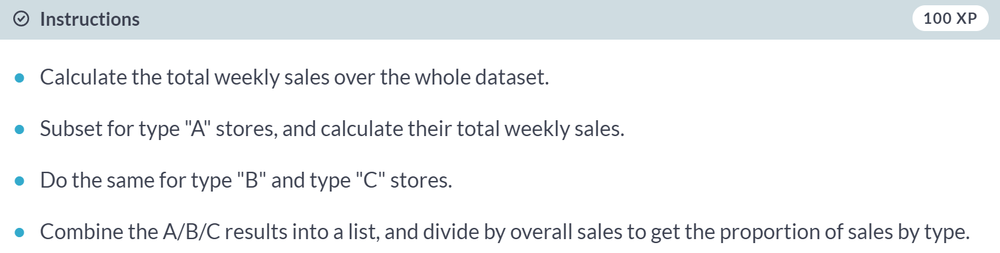 Instructions
100 XP
Calculate the total weekly sales over the whole dataset.
Subset for type "A" stores, and calculate their total weekly sales.
Do the same for type "B" and type "C" stores.
Combine the A/B/C results into a list, and divide by overall sales to get the proportion of sales by type.